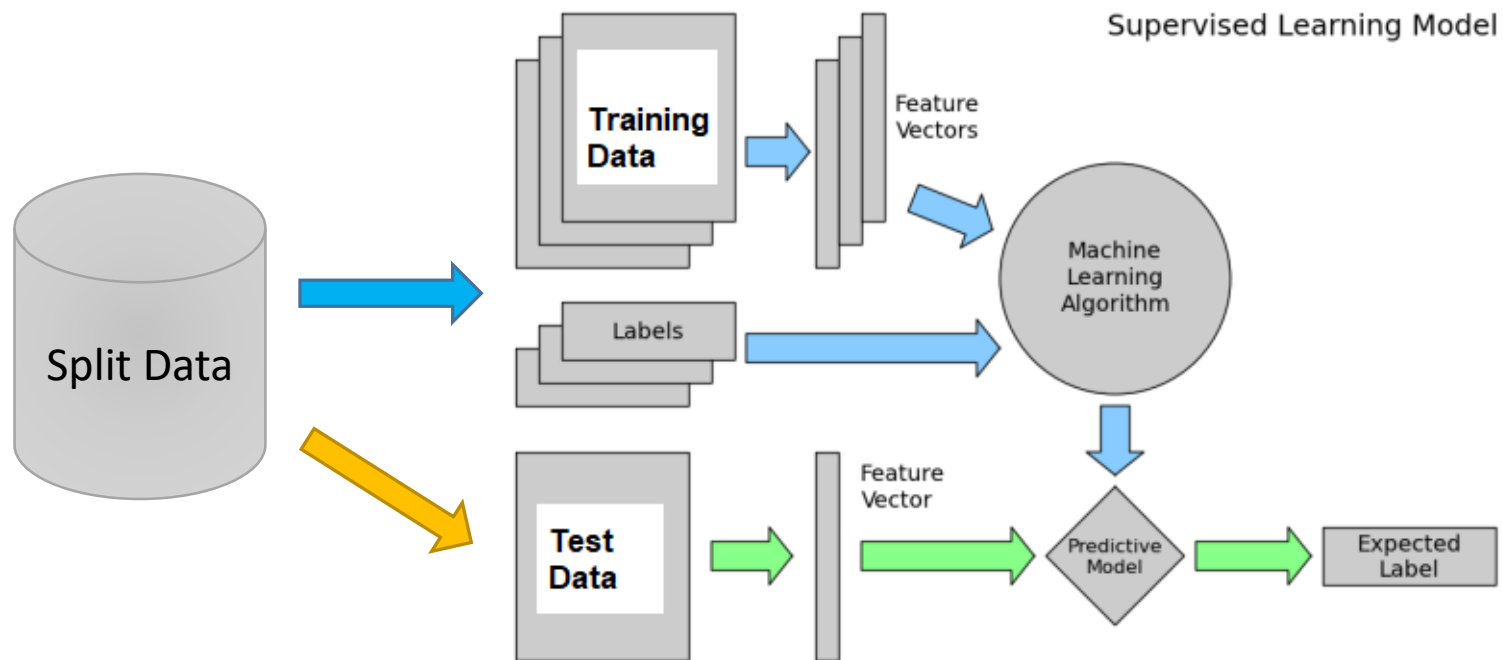 Supervised Learning Model
Training
Data
Feature
Vectors
Machine
Learning
Algorithm
Split Data
Labels
Test
Data
Feature
Vector
Predictive
Model
Expected
Label